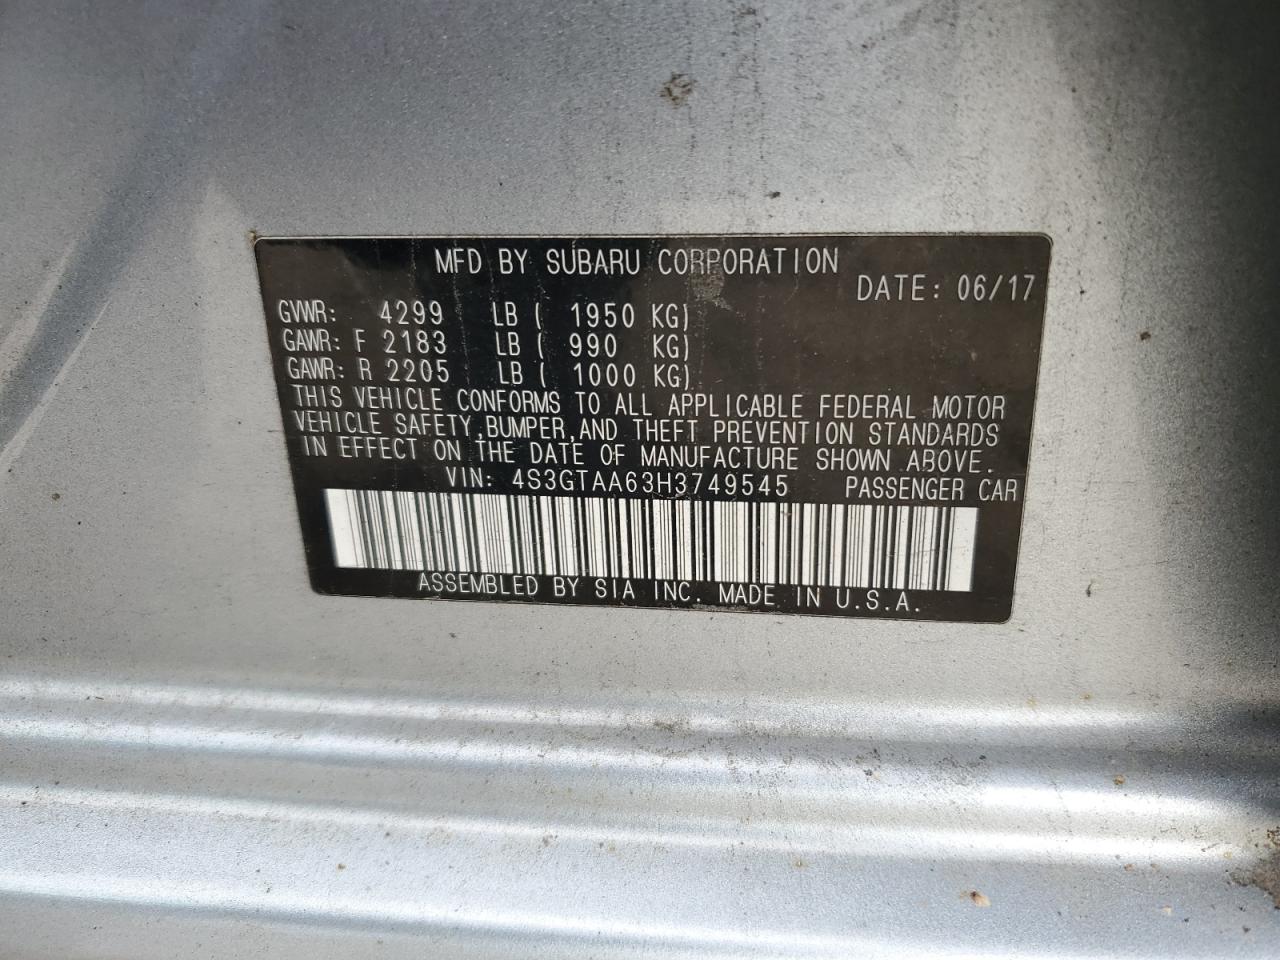 MFD BY SUBARU CORPORATION
DATE: 06/17
GVWR: 4299 LB ( 1950 KG)
GAWR: F 2183 LB ( 990 KG)
GAWR: R 2205 LB ( 1000 KG)
THIS VEHICLE CONFORMS TO ALL APPLICABLE FEDERAL MOTOR
VEHICLE SAFETY,BUMPER,AND THEFT PREVENTION STANDARDS
IN EFFECT ON THE DATE OF MANUFACTURE SHOWN ABOVE.
VIN: 4S3GTAA63H3749545 PASSENGER CAR
ASSEMBLED BY SIA INC. MADE IN U.S.A.